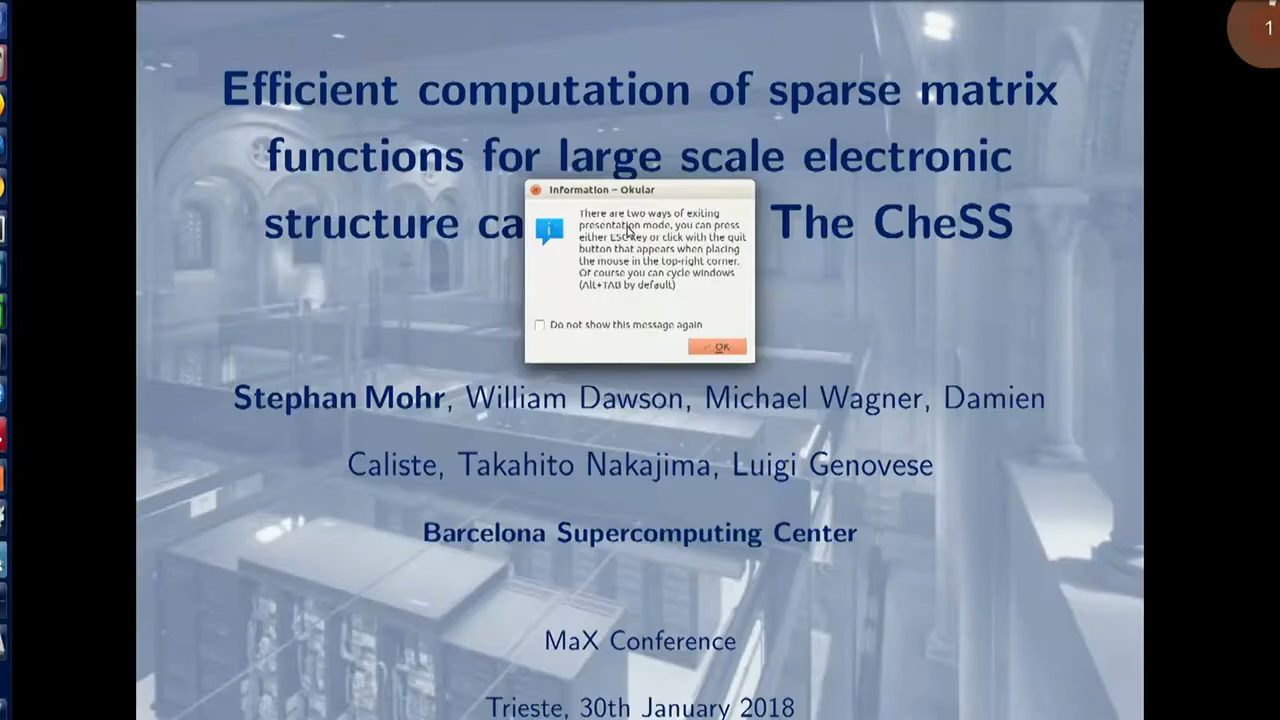 1
Efficient computation of sparse matrix
functions for large scale electronic
structure ca
The CheSS
Information – Okular
There are two ways of exiting
presentation mode, you can press
either ESC key or click with the quit
button that appears when placing
the mouse in the top-right corner.
Of course you can cycle windows
(Alt+TAB by default)
Do not show this message again
OK
Stephan Mohr, William Dawson, Michael Wagner, Damien
Caliste, Takahito Nakajima, Luigi Genovese
Barcelona Supercomputing Center
MaX Conference
Trieste, 30th January 2018